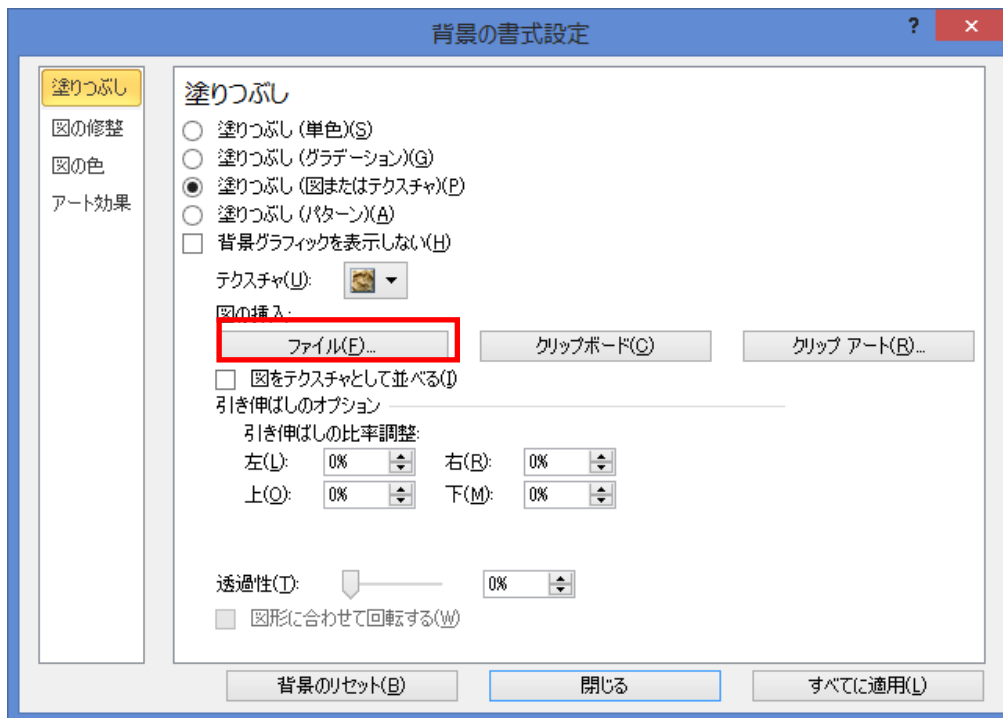 背景の書式設定
?
塗りつぶし
図の修整
図の色
アート効果
塗りつぶし
塗りつぶし (単色)(S)
塗りつぶし (グラデーション)(G)
塗りつぶし (図またはテクスチャ)(P)
塗りつぶし (パターン)(A)
背景グラフィックを表示しない(H)
テクスチャ(U):
図の挿入:
ファイル(F)... クリップボード(C) クリップ アート(R)...
図をテクスチャとして並べる(I)
引き伸ばしのオプション
引き伸ばしの比率調整:
左(L): 0% 右(R): 0%
上(O): 0% 下(M): 0%
透過性(T): 0%
図形に合わせて回転する(W)
背景のリセット(B) 閉じる すべてに適用(L)